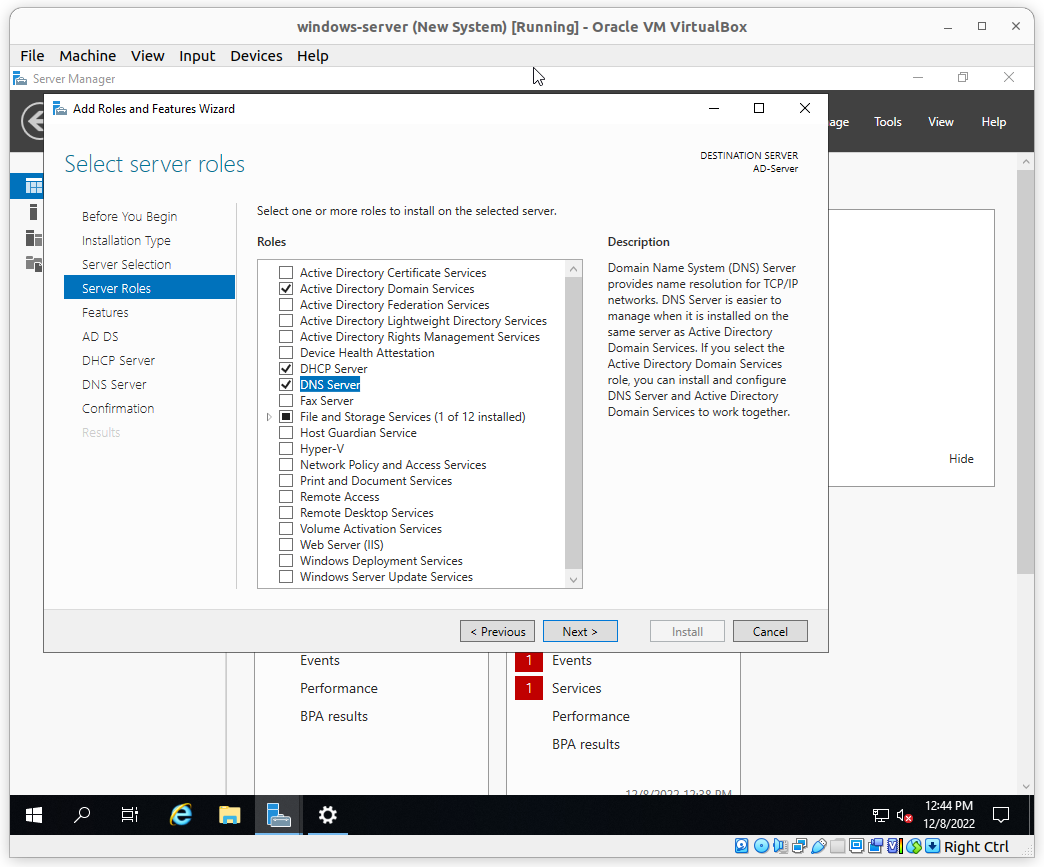 windows-server (New System) [Running] - Oracle VM VirtualBox
File Machine View Input Devices Help
Server Manager
Add Roles and Features Wizard
age Tools View Help
Select server roles
DESTINATION SERVER
AD-Server
Before You Begin
Installation Type
Server Selection
Server Roles
Features
AD DS
DHCP Server
DNS Server
Confirmation
Results
Select one or more roles to install on the selected server.
Roles
Active Directory Certificate Services
Active Directory Domain Services
Active Directory Federation Services
Active Directory Lightweight Directory Services
Active Directory Rights Management Services
Device Health Attestation
DHCP Server
DNS Server
Fax Server
File and Storage Services (1 of 12 installed)
Host Guardian Service
Hyper-V
Network Policy and Access Services
Print and Document Services
Remote Access
Remote Desktop Services
Volume Activation Services
Web Server (IIS)
Windows Deployment Services
Windows Server Update Services
Description
Domain Name System (DNS) Server
provides name resolution for TCP/IP
networks. DNS Server is easier to
manage when it is installed on the
same server as Active Directory
Domain Services. If you select the
Active Directory Domain Services
role, you can install and configure
DNS Server and Active Directory
Domain Services to work together.
Hide
< Previous
Next >
Install
Cancel
Events
Performance
BPA results
1 Events
1 Services
Performance
BPA results
12/8/2022 12:38 PM
12:44 PM
12/8/2022
Right Ctrl